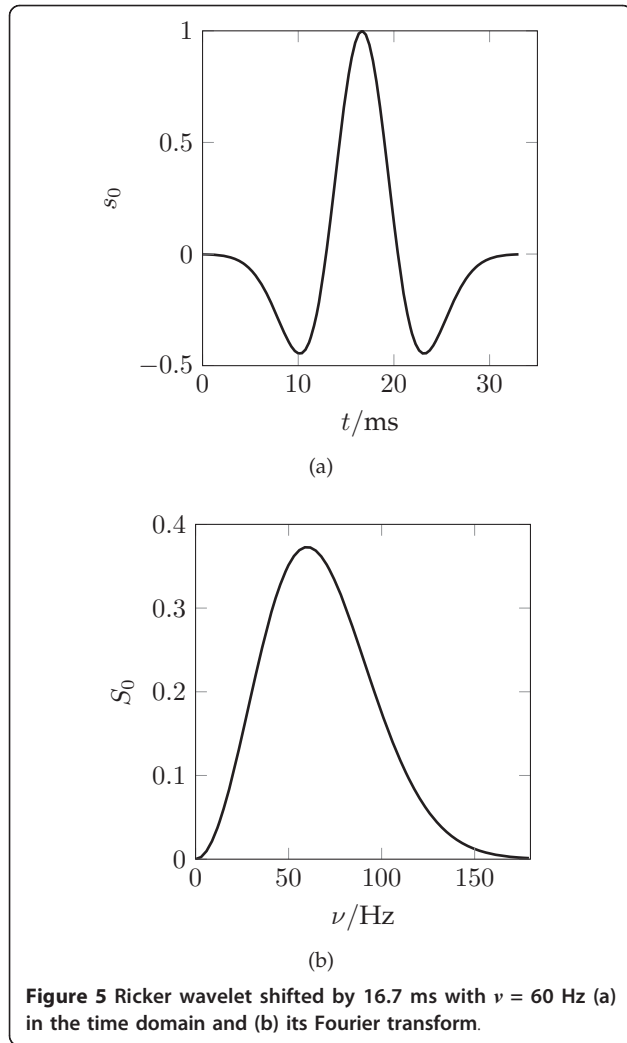 1
0.5
0
−0.5
s₀
0 10 20 30
t/ms
(a)
0.4
0.3
0.2
0.1
0
S₀
0 50 100 150
ν/Hz
(b)
Figure 5 Ricker wavelet shifted by 16.7 ms with v = 60 Hz (a)
in the time domain and (b) its Fourier transform.